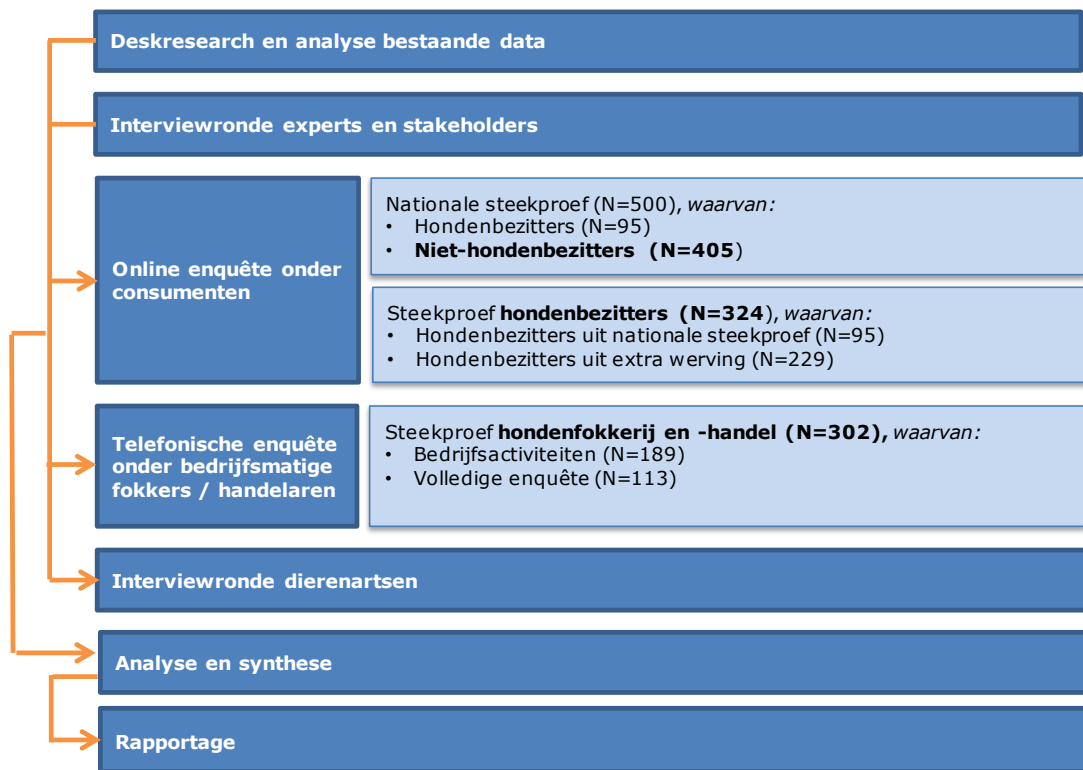 Deskresearch en analyse bestaande data
Interviewronde experts en stakeholders
Online enquête onder
consumenten
Nationale steekproef (N=500), waarvan:
• Hondenbezitters (N=95)
• Niet-hondenbezitters (N=405)
Steekproef hondenbezitters (N=324), waarvan:
• Hondenbezitters uit nationale steekproef (N=95)
• Hondenbezitters uit extra werving (N=229)
Telefonische enquête
onder bedrijfsmatige
fokkers / handelaren
Steekproef hondenfokkerij en -handel (N=302), waarvan:
• Bedrijfsactiviteiten (N=189)
• Volledige enquête (N=113)
Interviewronde dierenartsen
Analyse en synthese
Rapportage